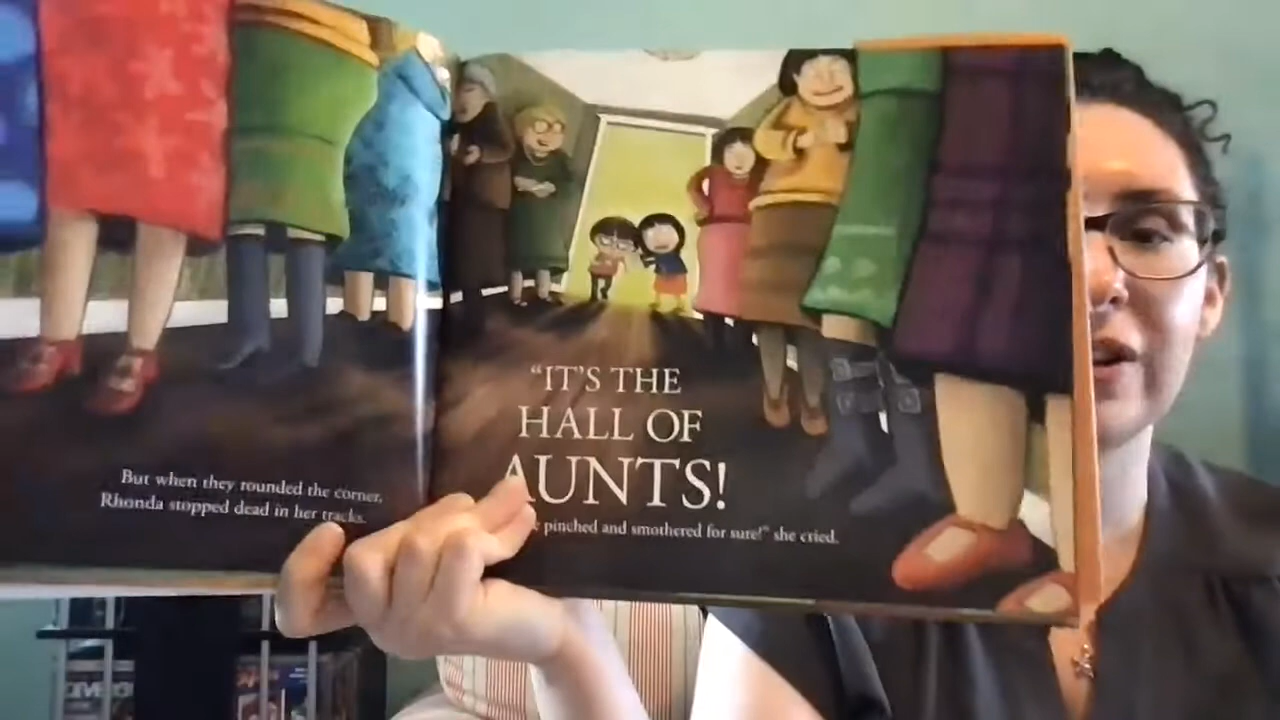 But when they rounded the corner,
Rhonda stopped dead in her tracks.
“IT’S THE
HALL OF
AUNTS!
pinched and smothered for sure!” she cried.